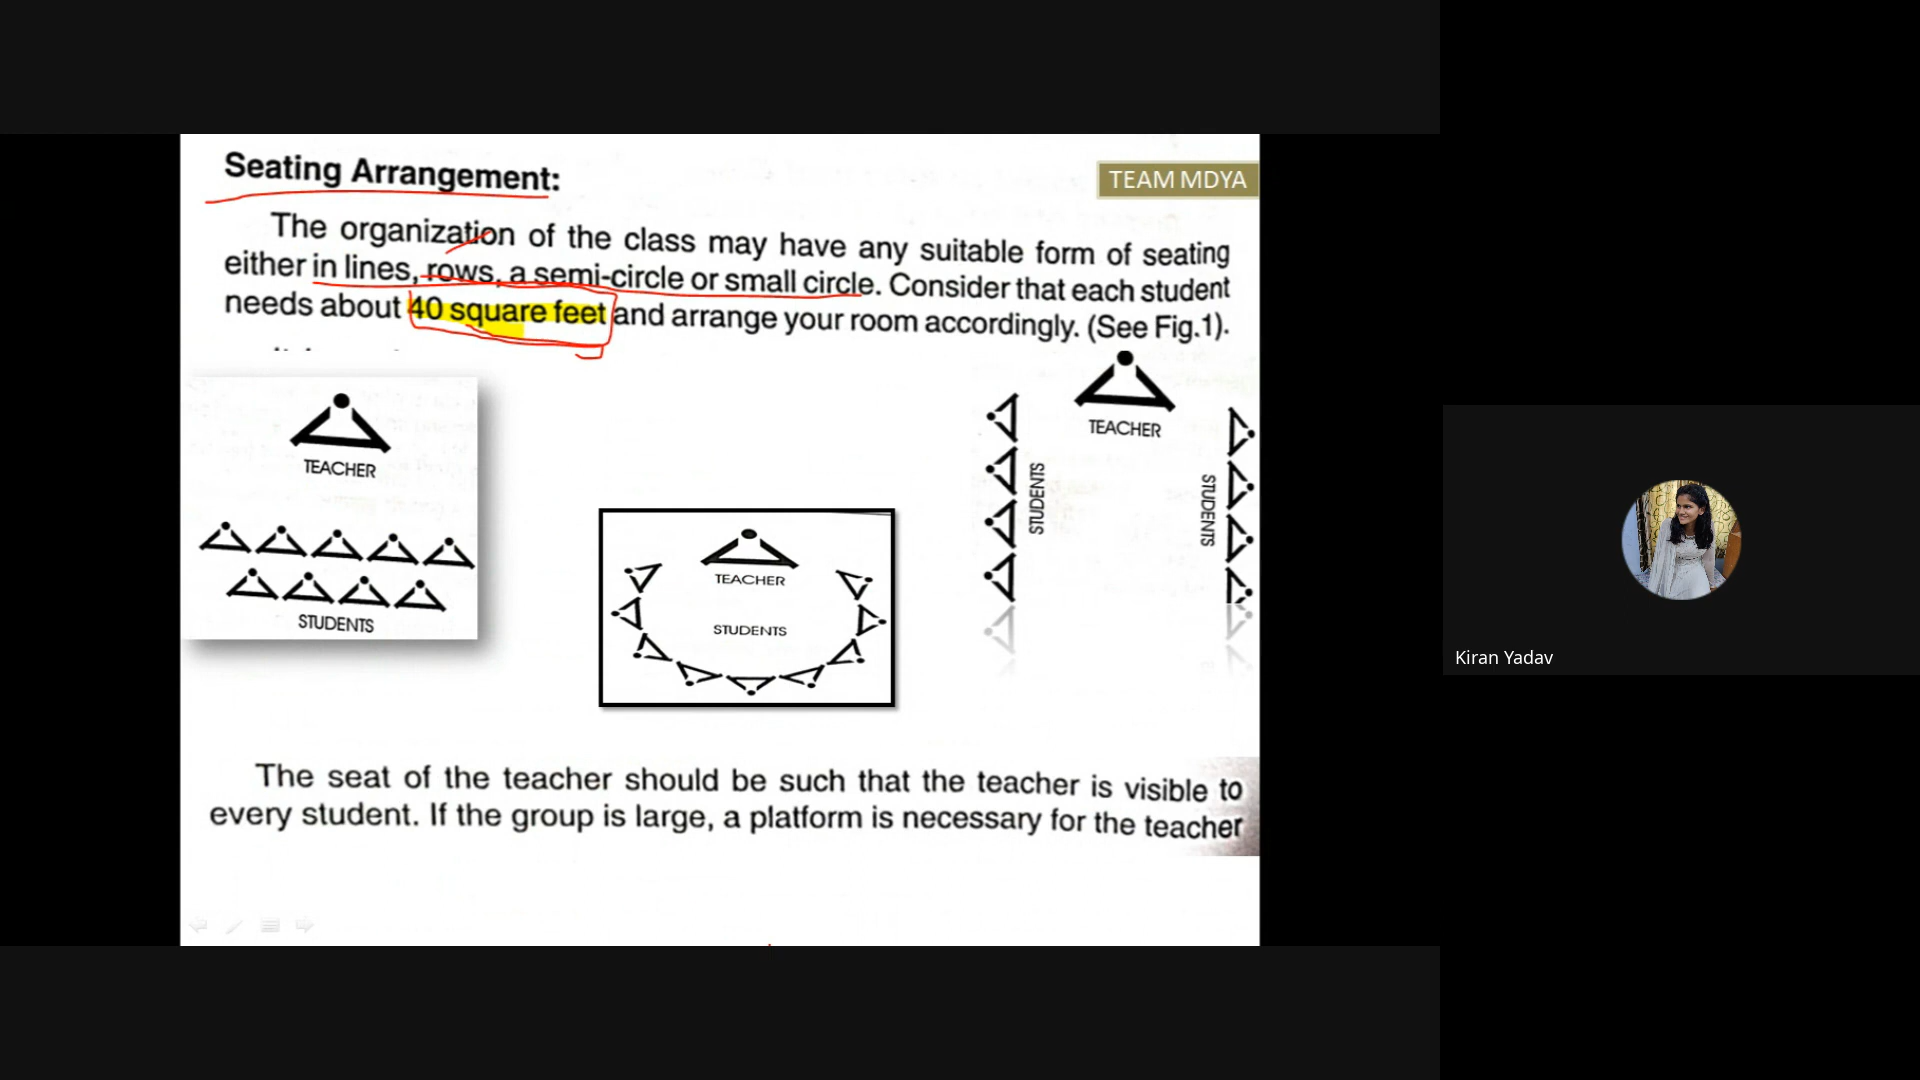 Seating Arrangement:
TEAM MDYA
The organization of the class may have any suitable form of seating
either in lines, rows, a semi-circle or small circle. Consider that each student
needs about 40 square feet and arrange your room accordingly. (See Fig.1).
TEACHER
STUDENTS
TEACHER
STUDENTS
TEACHER
STUDENTS
STUDENTS
The seat of the teacher should be such that the teacher is visible to
every student. If the group is large, a platform is necessary for the teacher
Kiran Yadav